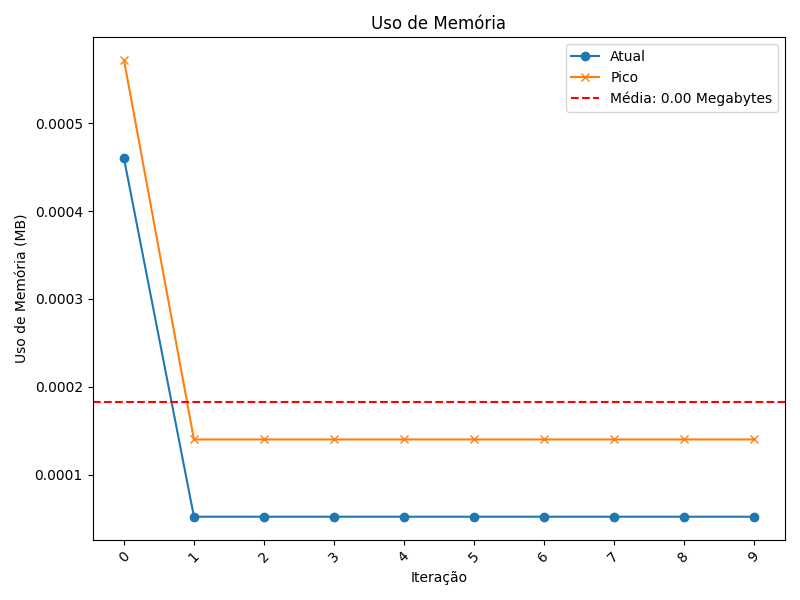 Uso de Memória
Atual
Pico
Média: 0.00 Megabytes
Uso de Memória (MB)
0.0005
0.0004
0.0003
0.0002
0.0001
0 1 2 3 4 5 6 7 8 9
Iteração